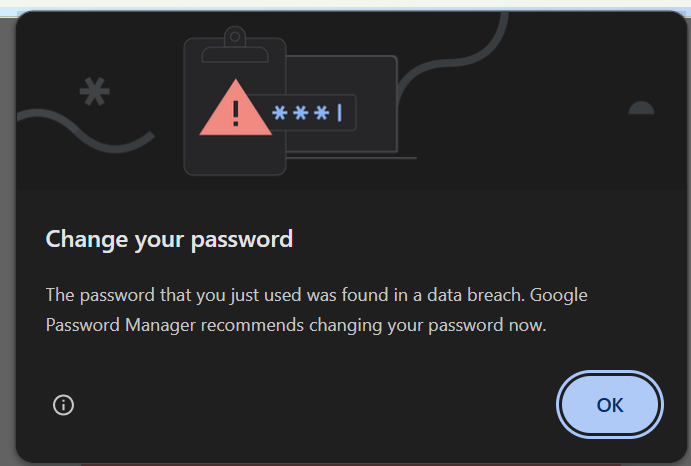 ***|
Change your password
The password that you just used was found in a data breach. Google
Password Manager recommends changing your password now.
OK